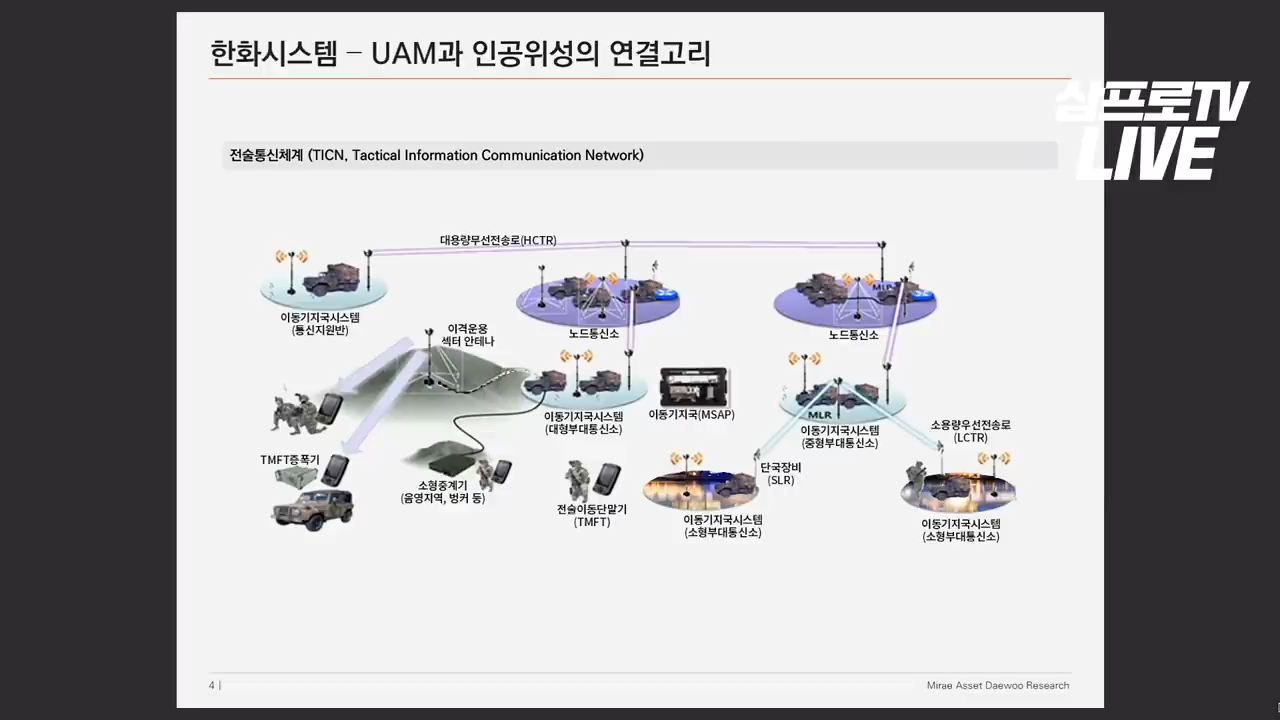 한화시스템 – UAM과 인공위성의 연결고리
삼프로TV
LIVE
전술통신체계 (TICN, Tactical Information Communication Network)
대용량무선전송로(HCTR)
이동기지국시스템
(통신지원반)
이격운용
섹터 안테나
노드통신소
MLR
노드통신소
이동기지국시스템
(대형부대통신소)
이동기지국(MSAP)
MLR
이동기지국시스템
(중형부대통신소)
소용량우선전송로
(LCTR)
TMFT증폭기
소형중계기
(음영지역, 벙커 등)
전술이동단말기
(TMFT)
단국장비
(SLR)
이동기지국시스템
(소형부대통신소)
이동기지국시스템
(소형부대통신소)
4 |
Mirae Asset Daewoo Research